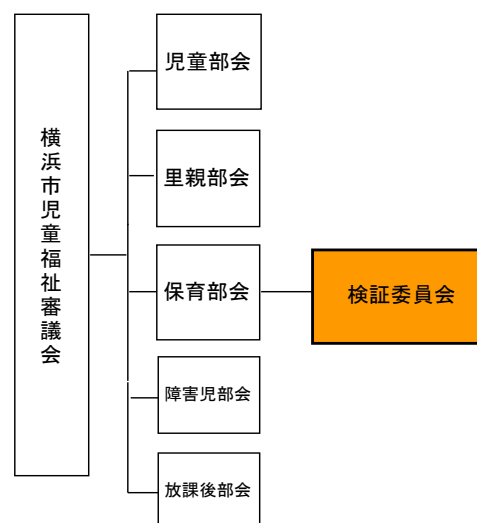 横浜市児童福祉審議会
児童部会
里親部会
保育部会
検証委員会
障害児部会
放課後部会